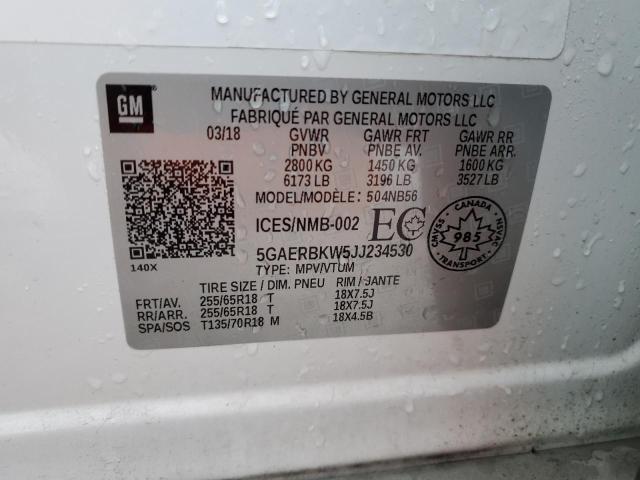 GM
MANUFACTURED BY GENERAL MOTORS LLC
FABRIQUÉ PAR GENERAL MOTORS LLC
03/18 GVWR GAWR FRT GAWR RR
PNBV PNBE AV. PNBE ARR.
2800 KG 1450 KG 1600 KG
6173 LB 3196 LB 3527 LB
MODEL/MODÈLE: 504NB56
ICES/NMB-002 EC
CANADA
CMVSS 985 NSVAC
5GAERBKW5JJ234530
140X TYPE: MPV/VTUM
TIRE SIZE / DIM. PNEU RIM / JANTE
FRT/AV. 255/65R18 T 18X7.5J
RR/ARR. 255/65R18 T 18X7.5J
SPA/SOS T135/70R18 M 18X4.5B